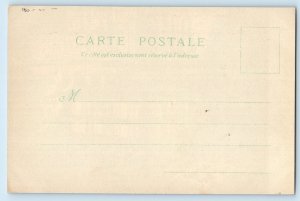 CARTE POSTALE
Ce côté est exclusivement réservé à l'adresse
M